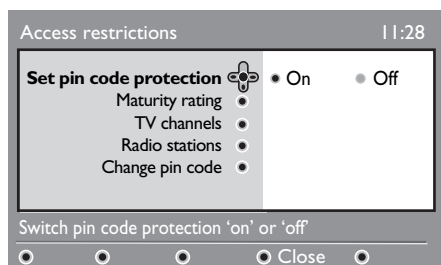 Access restrictions 11:28
Set pin code protection On Off
Maturity rating
TV channels
Radio stations
Change pin code
Switch pin code protection ‘on’ or ‘off’
Close